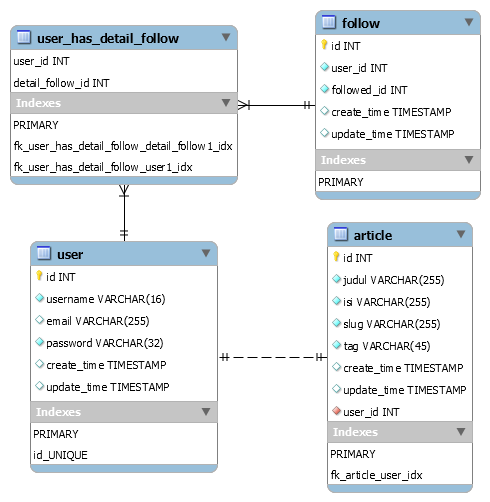 user_has_detail_follow
user_id INT
detail_follow_id INT
Indexes
PRIMARY
fk_user_has_detail_follow_detail_follow1_idx
fk_user_has_detail_follow_user1_idx
follow
id INT
user_id INT
followed_id INT
create_time TIMESTAMP
update_time TIMESTAMP
Indexes
PRIMARY
user
id INT
username VARCHAR(16)
email VARCHAR(255)
password VARCHAR(32)
create_time TIMESTAMP
update_time TIMESTAMP
Indexes
PRIMARY
id_UNIQUE
article
id INT
judul VARCHAR(255)
isi VARCHAR(255)
slug VARCHAR(255)
tag VARCHAR(45)
create_time TIMESTAMP
update_time TIMESTAMP
user_id INT
Indexes
PRIMARY
fk_article_user_idx